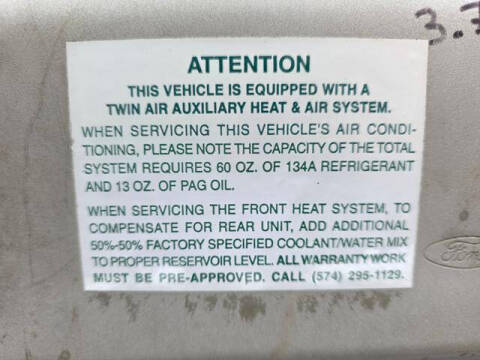 3.7
ATTENTION
THIS VEHICLE IS EQUIPPED WITH A
TWIN AIR AUXILIARY HEAT & AIR SYSTEM.
WHEN SERVICING THIS VEHICLE'S AIR CONDI-
TIONING, PLEASE NOTE THE CAPACITY OF THE TOTAL
SYSTEM REQUIRES 60 OZ. OF 134A REFRIGERANT
AND 13 OZ. OF PAG OIL.
WHEN SERVICING THE FRONT HEAT SYSTEM, TO
COMPENSATE FOR REAR UNIT, ADD ADDITIONAL
50%-50% FACTORY SPECIFIED COOLANT/WATER MIX
TO PROPER RESERVOIR LEVEL. ALL WARRANTY WORK
MUST BE PRE-APPROVED. CALL (574) 295-1129.
Ford